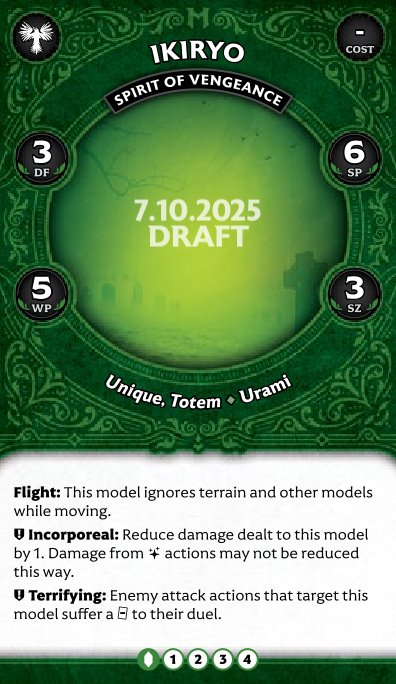 -
COST
IKIRYO
SPIRIT OF VENGEANCE
3
DF
6
SP
7.10.2025
DRAFT
5
WP
3
SZ
Unique, Totem ◆ Urami
Flight: This model ignores terrain and other models
while moving.
Incorporeal: Reduce damage dealt to this model
by 1. Damage from actions may not be reduced
this way.
Terrifying: Enemy attack actions that target this
model suffer a to their duel.
1 2 3 4